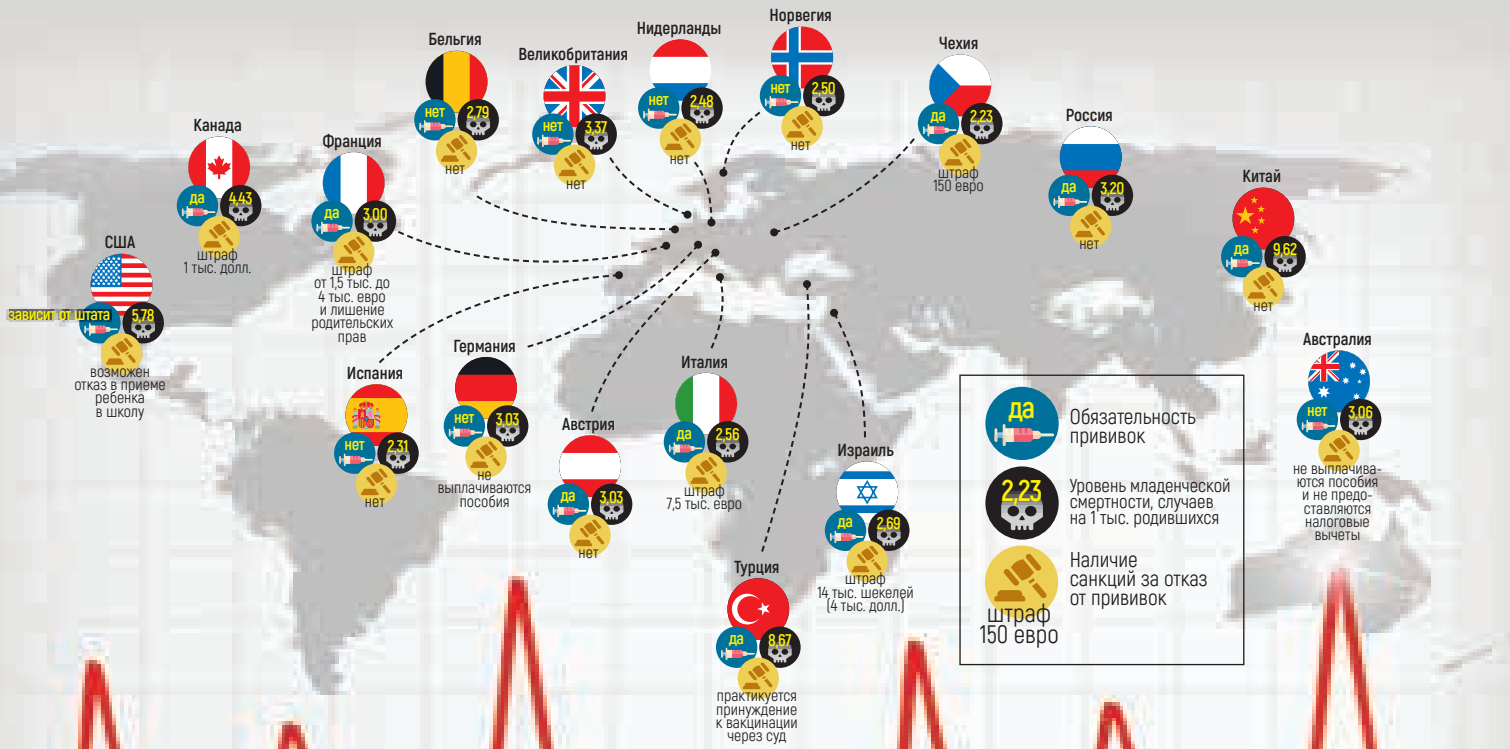 США
зависит от штата
5,78
возможен
отказ в приеме
ребенка
в школу
Канада
да
4,43
штраф
1 тыс. долл.
Франция
да
3,00
штраф
от 1,5 тыс. до
4 тыс. евро
и лишение
родительских
прав
Бельгия
нет
2,79
нет
Великобритания
нет
3,37
нет
Нидерланды
нет
2,48
нет
Норвегия
нет
2,50
нет
Чехия
да
2,23
штраф
150 евро
Россия
да
3,20
нет
Китай
да
9,62
нет
Испания
нет
2,31
нет
Германия
нет
3,03
не
выплачиваются
пособия
Австрия
да
3,03
нет
Италия
да
2,56
штраф
7,5 тыс. евро
Турция
да
8,67
практикуется
принуждение
к вакцинации
через суд
Израиль
да
2,69
штраф
14 тыс. шекелей
(4 тыс. долл.)
Австралия
нет
3,06
не выплачива-
ются пособия
и не предо-
ставляются
налоговые
вычеты
да
Обязательность
прививок
2,23
Уровень младенческой
смертности, случаев
на 1 тыс. родившихся
Наличие
санкций за отказ
от прививок
штраф
150 евро